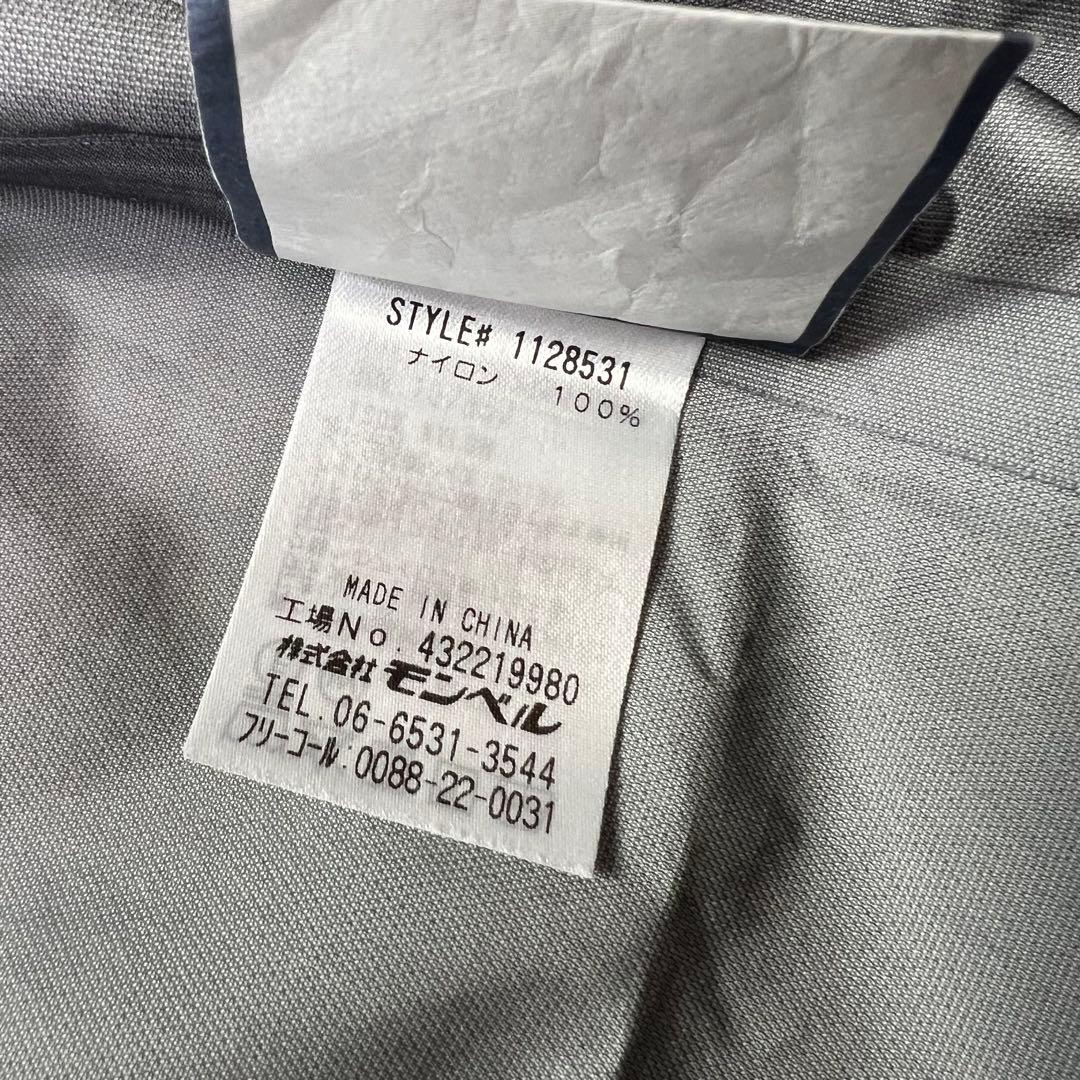 STYLE# 1128531
ナイロン 100%
MADE IN CHINA
工場No. 432219980
株式会社 モンベル
TEL. 06-6531-3544
フリーコール:0088-22-0031